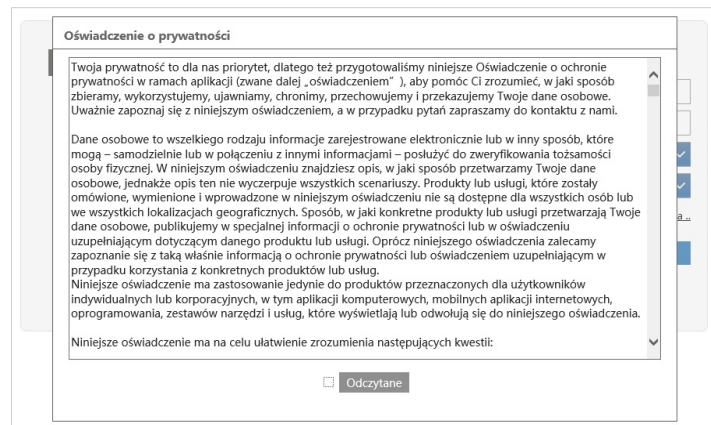 Oświadczenie o prywatności
Twoja prywatność to dla nas priorytet, dlatego też przygotowaliśmy niniejsze Oświadczenie o ochronie
prywatności w ramach aplikacji (zwane dalej „oświadczeniem" ), aby pomóc Ci zrozumieć, w jaki sposób
zbieramy, wykorzystujemy, ujawniamy, chronimy, przechowujemy i przekazujemy Twoje dane osobowe.
Uważnie zapoznaj się z niniejszym oświadczeniem, a w przypadku pytań zapraszamy do kontaktu z nami.
Dane osobowe to wszelkiego rodzaju informacje zarejestrowane elektronicznie lub w inny sposób, które
mogą – samodzielnie lub w połączeniu z innymi informacjami – posłużyć do zweryfikowania tożsamości
osoby fizycznej. W niniejszym oświadczeniu znajdziesz opis, w jaki sposób przetwarzamy Twoje dane
osobowe, jednakże opis ten nie wyczerpuje wszystkich scenariuszy. Produkty lub usługi, które zostały
omówione, wymienione i wprowadzone w niniejszym oświadczeniu nie są dostępne dla wszystkich osób lub
we wszystkich lokalizacjach geograficznych. Sposób, w jaki konkretne produkty lub usługi przetwarzają Twoje
dane osobowe, publikujemy w specjalnej informacji o ochronie prywatności lub w oświadczeniu
uzupełniającym dotyczącym danego produktu lub usługi. Oprócz niniejszego oświadczenia zalecamy
zapoznanie się z taką właśnie informacją o ochronie prywatności lub oświadczeniem uzupełniającym w
przypadku korzystania z konkretnych produktów lub usług.
Niniejsze oświadczenie ma zastosowanie jedynie do produktów przeznaczonych dla użytkowników
indywidualnych lub korporacyjnych, w tym aplikacji komputerowych, mobilnych aplikacji internetowych,
oprogramowania, zestawów narzędzi i usług, które wyświetlają lub odwołują się do niniejszego oświadczenia.
Niniejsze oświadczenie ma na celu ułatwienie zrozumienia następujących kwestii:
Odczytane